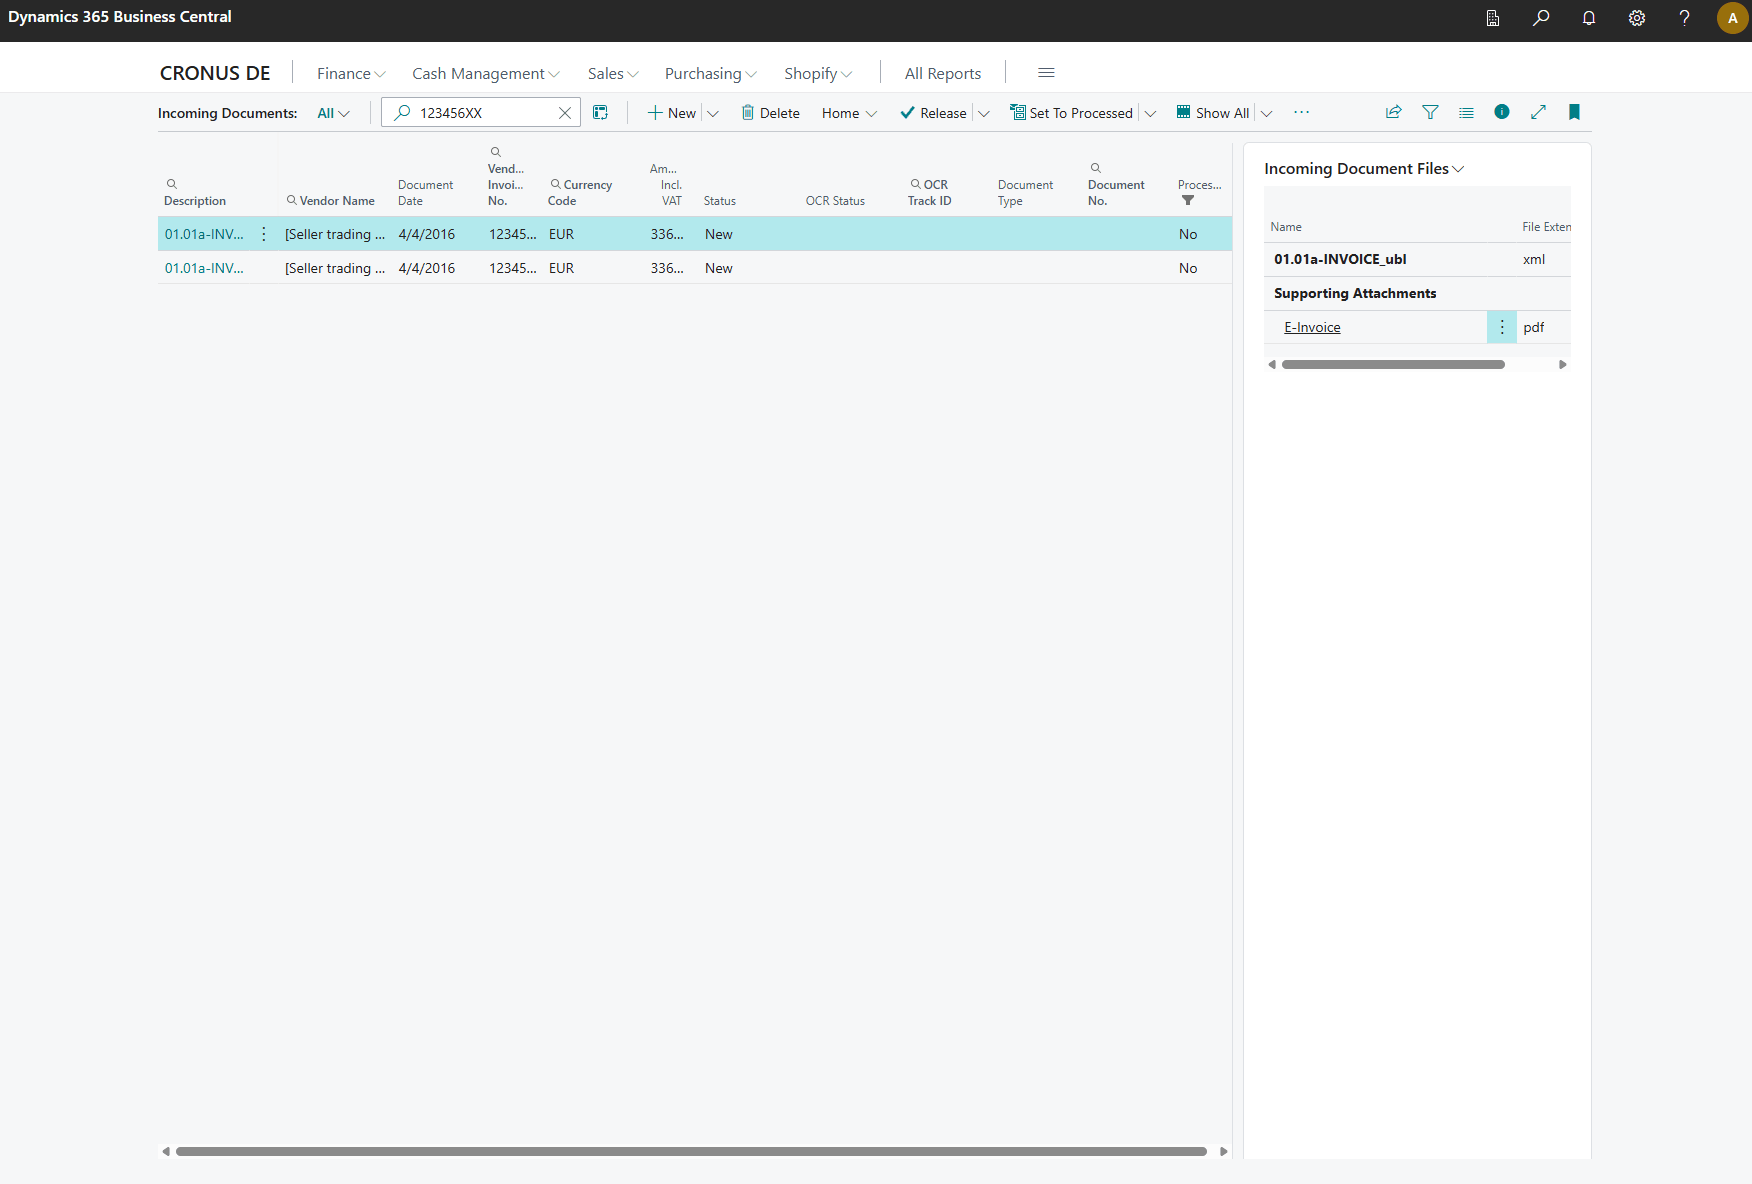 Dynamics 365 Business Central
A
CRONUS DE
Finance
Cash Management
Sales
Purchasing
Shopify
All Reports
Incoming Documents:
All
123456XX
New
Delete
Home
Release
Set To Processed
Show All
Description
Vendor Name
Document
Date
Vend...
Invoi...
No.
Currency
Code
Am...
Incl.
VAT
Status
OCR Status
OCR
Track ID
Document
Type
Document
No.
Proces...
01.01a-INV...
[Seller trading ...
4/4/2016
12345...
EUR
336...
New
No
01.01a-INV...
[Seller trading ...
4/4/2016
12345...
EUR
336...
New
No
Incoming Document Files
Name
File Exten
01.01a-INVOICE_ubl
xml
Supporting Attachments
E-Invoice
pdf